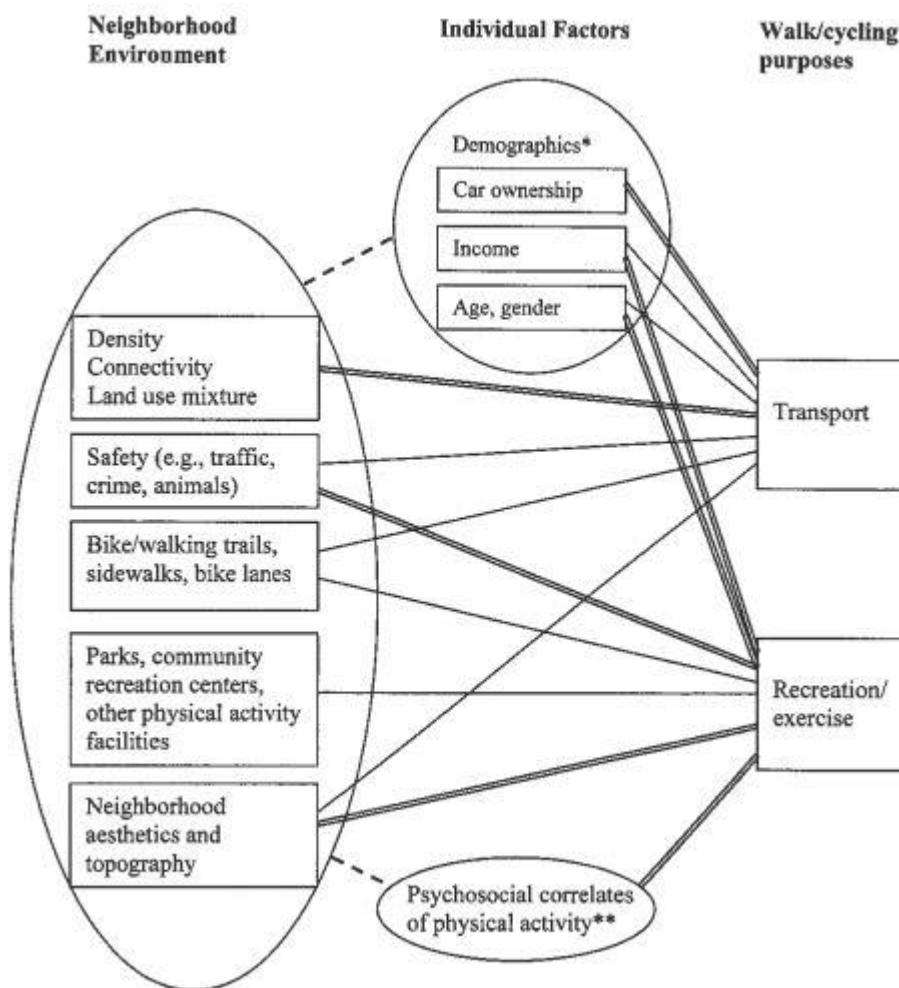 Neighborhood
Environment
Individual Factors
Walk/cycling
purposes
Demographics*
Car ownership
Income
Age, gender
Density
Connectivity
Land use mixture
Safety (e.g., traffic,
crime, animals)
Bike/walking trails,
sidewalks, bike lanes
Parks, community
recreation centers,
other physical activity
facilities
Neighborhood
aesthetics and
topography
Psychosocial correlates
of physical activity**
Transport
Recreation/
exercise